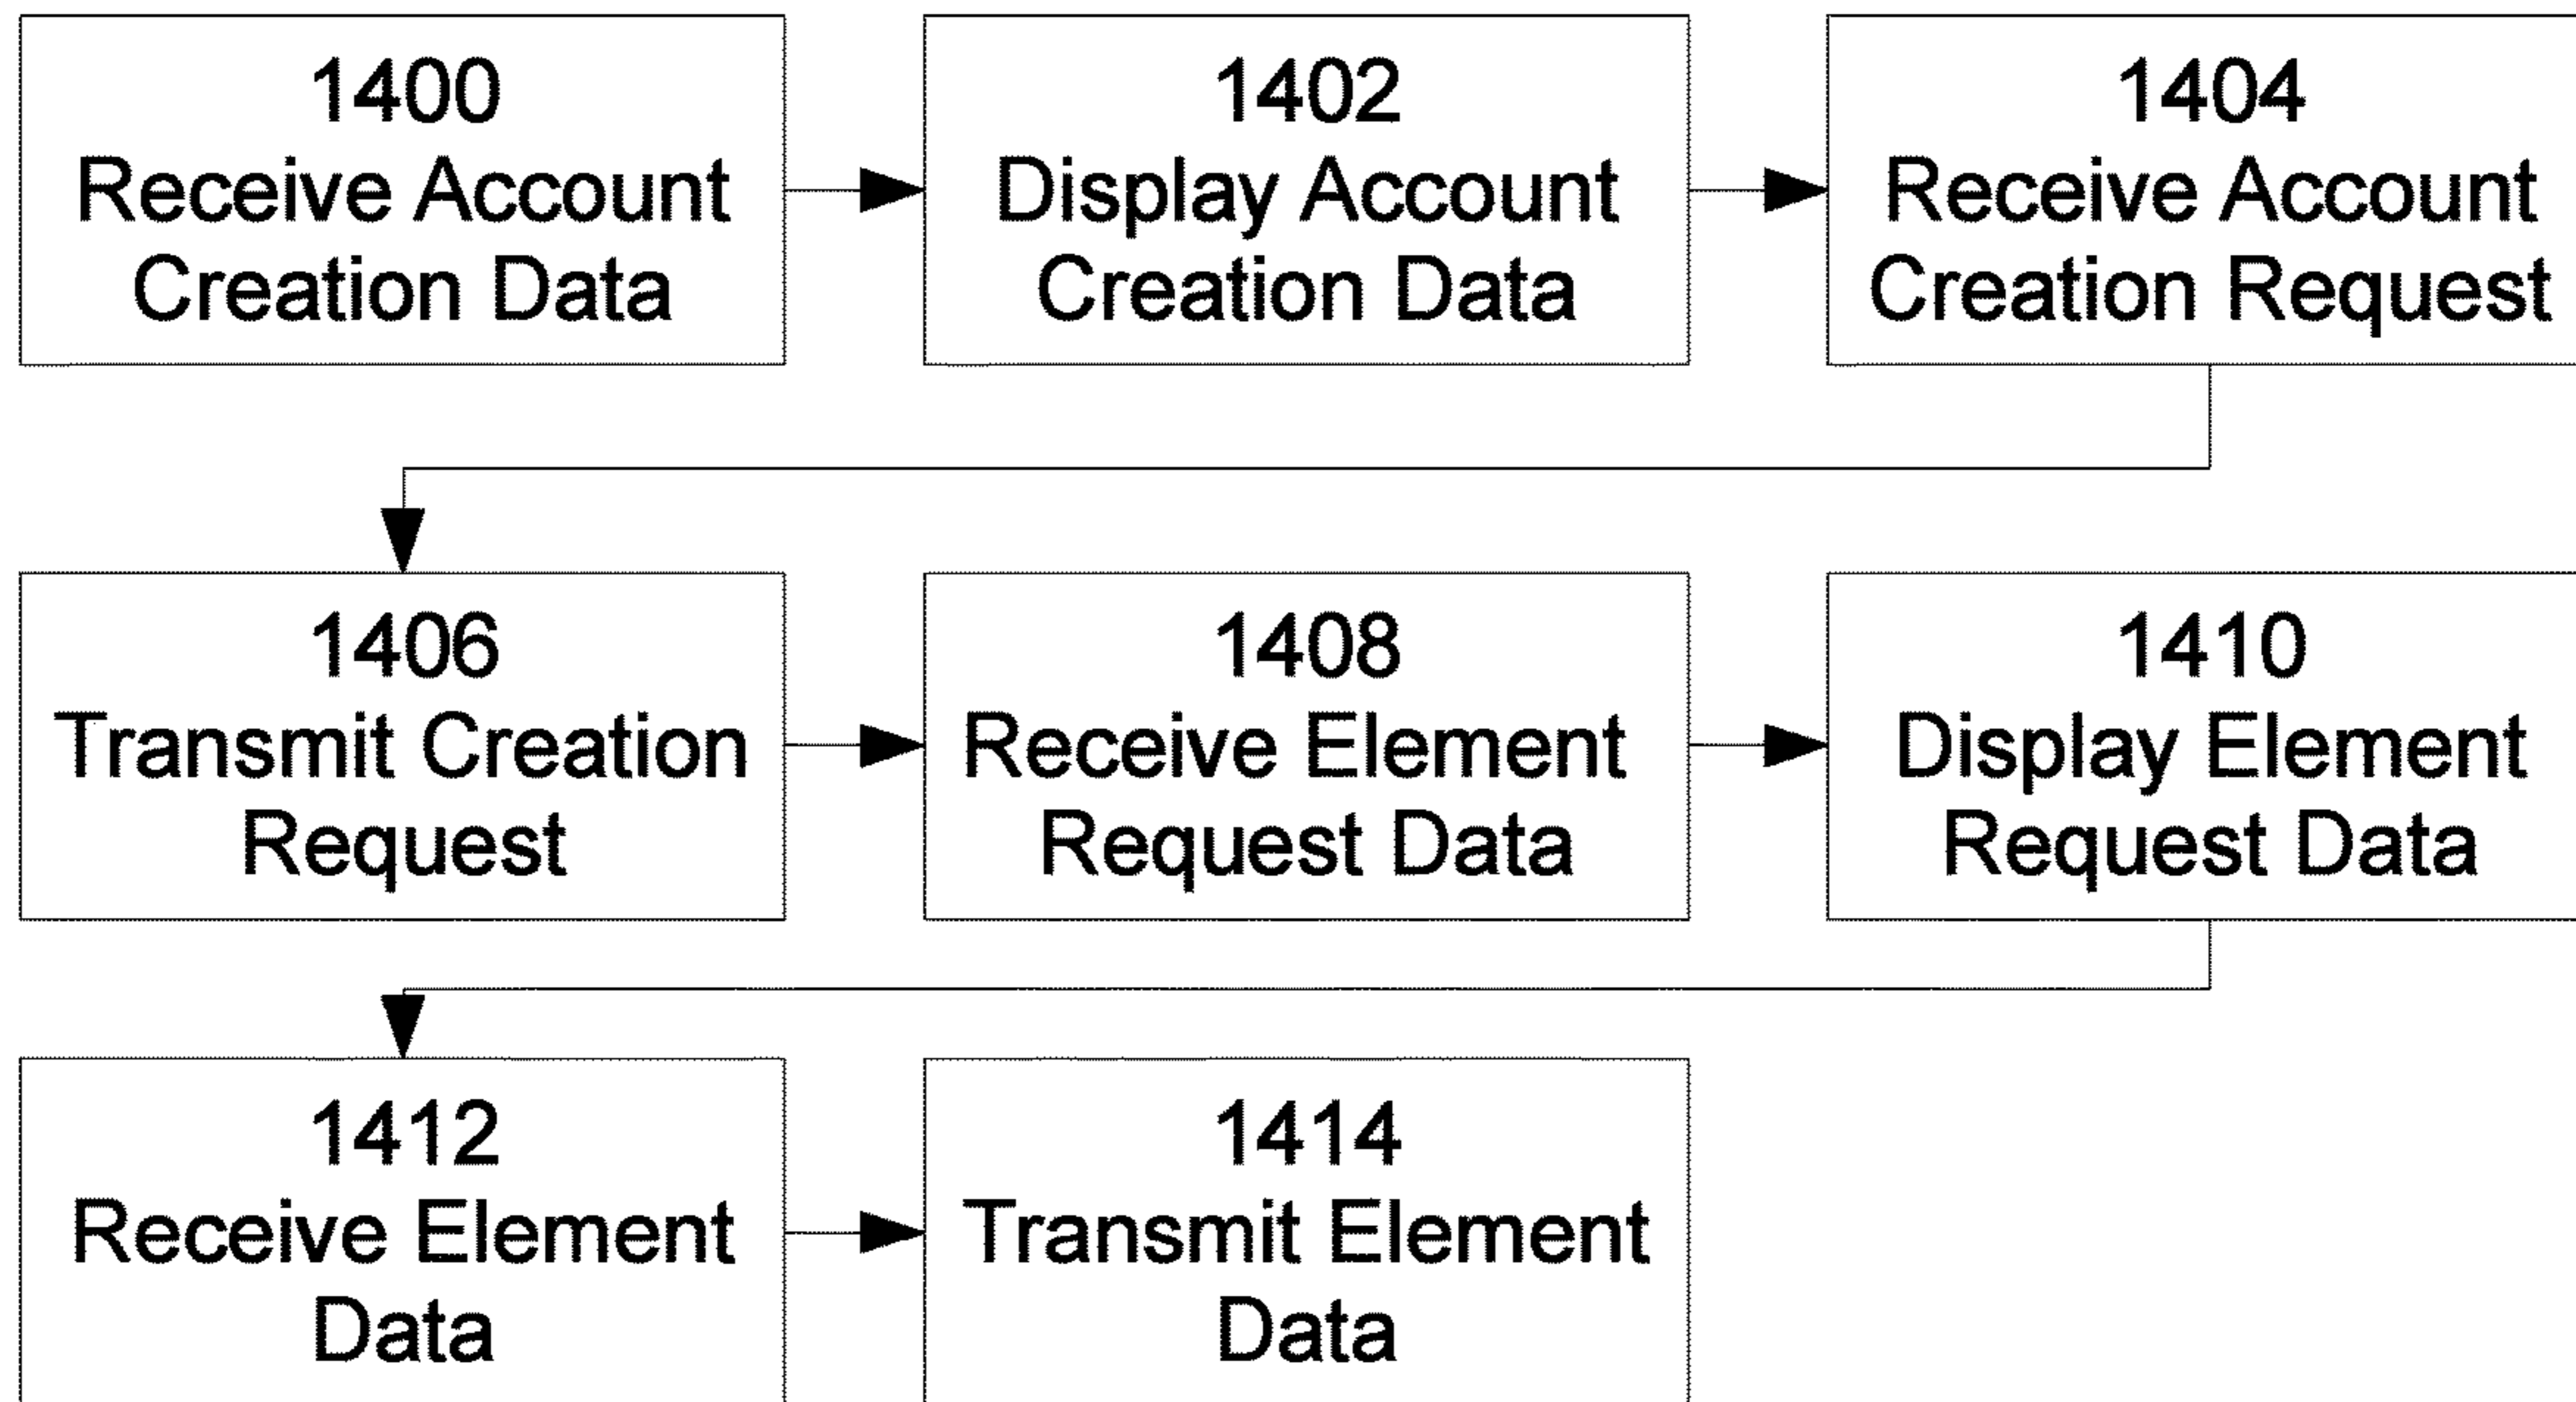 1400
Receive Account
Creation Data
1402
Display Account
Creation Data
1404
Receive Account
Creation Request
1406
Transmit Creation
Request
1408
Receive Element
Request Data
1410
Display Element
Request Data
1412
Receive Element
Data
1414
Transmit Element
Data